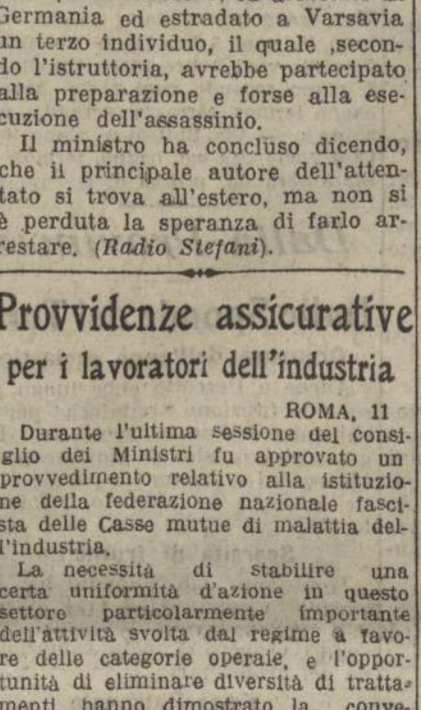 Germania ed estradato a Varsavia
un terzo individuo, il quale ,secon-
do l'istruttoria, avrebbe partecipato
alla preparazione e forse alla ese-
cuzione dell'assassinio.
Il ministro ha concluso dicendo,
che il principale autore dell'atten-
tato si trova all'estero, ma non si
è perduta la speranza di farlo ar-
restare. (Radio Stefani).
Provvidenze assicurative
per i lavoratori dell'industria
ROMA, 11
Durante l'ultima sessione del consi-
glio dei Ministri fu approvato un
provvedimento relativo alla istituzio-
ne della federazione nazionale fasci-
sta delle Casse mutue di malattia del-
l'industria.
La necessità di stabilire una
certa uniformità d'azione in questo
settore particolarmente importante
dell'attività svolta dal regime a favo-
re delle categorie operaie, e l'oppor-
tunità di eliminare diversità di tratta-
menti hanno dimostrato la conve-